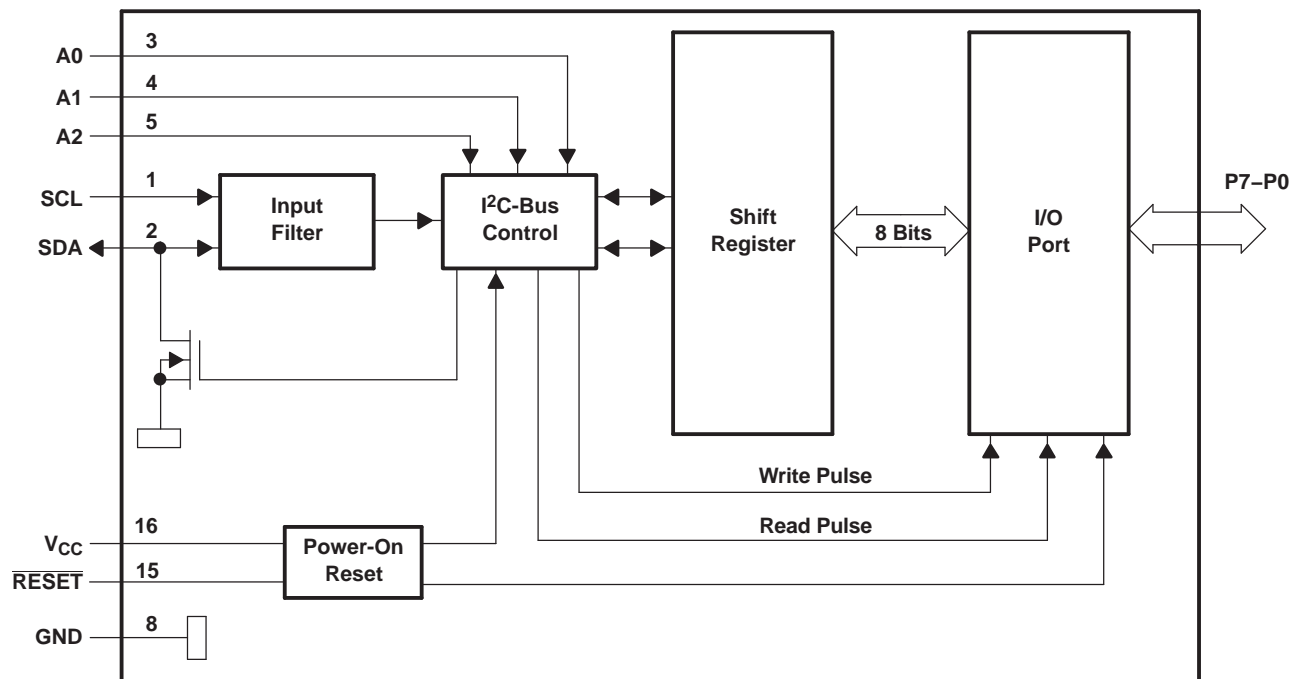 A0
3
A1
4
A2
5
SCL
1
SDA
2
Input
Filter
I²C-Bus
Control
Shift
Register
8 Bits
I/O
Port
P7–P0
Write Pulse
Read Pulse
VCC
16
RESET
15
Power-On
Reset
GND
8